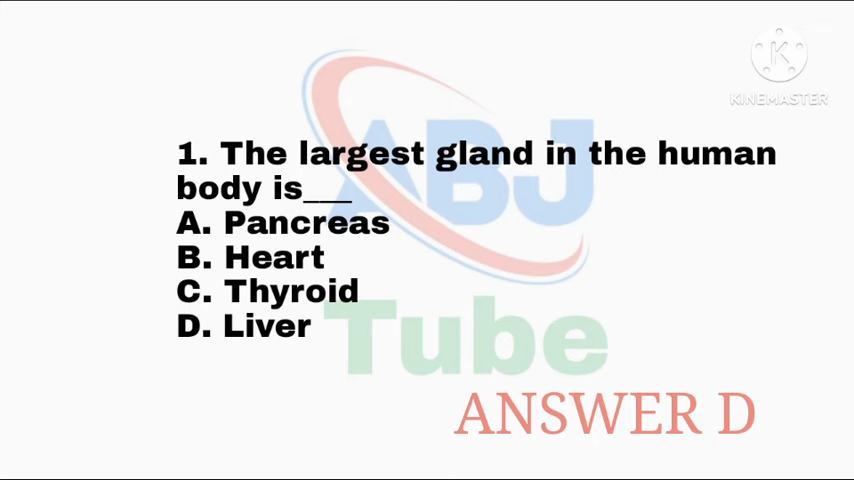 KINEMASTER
1. The largest gland in the human
body is___
A. Pancreas
B. Heart
C. Thyroid
D. Liver
ABJ
Tube
ANSWER D